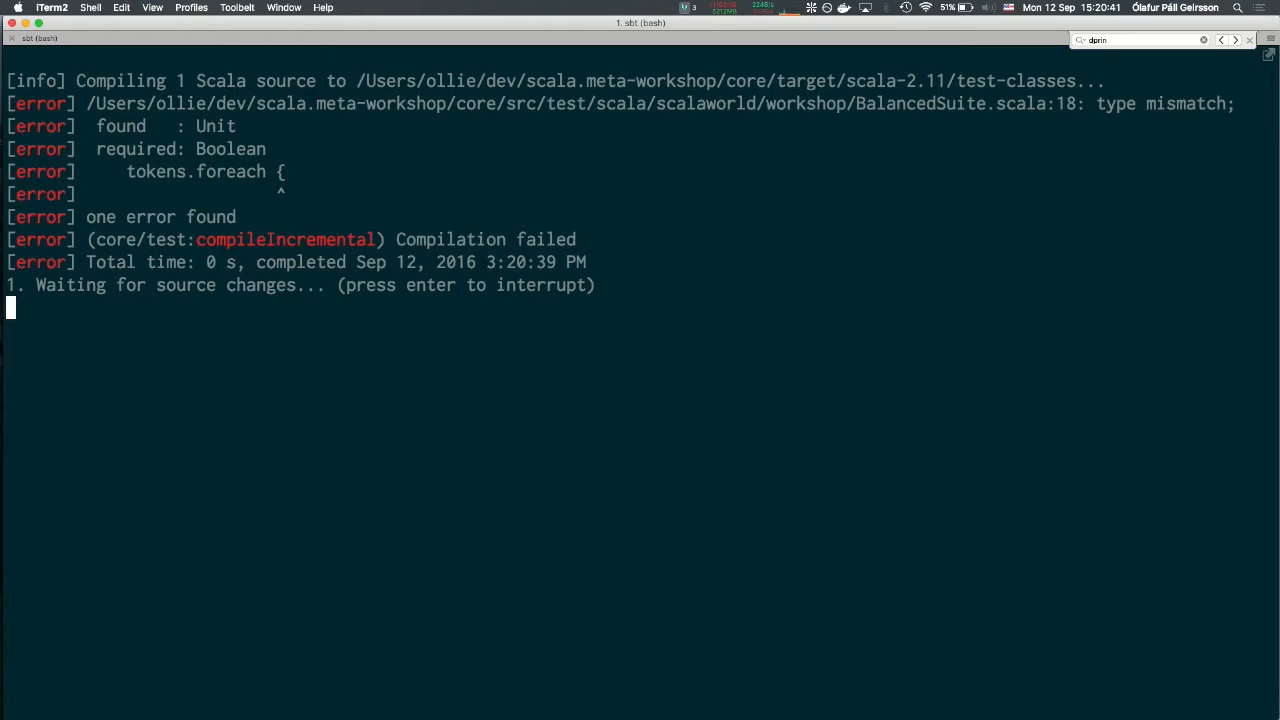 iTerm2 Shell Edit View Profiles Toolbelt Window Help 3 51% Mon 12 Sep 15:20:41 Ólafur Páll Geirsson
1. sbt (bash)
sbt (bash)
dprin
[info] Compiling 1 Scala source to /Users/ollie/dev/scala.meta-workshop/core/target/scala-2.11/test-classes...
[error] /Users/ollie/dev/scala.meta-workshop/core/src/test/scala/scalaworld/workshop/BalancedSuite.scala:18: type mismatch;
[error]  found   : Unit
[error]  required: Boolean
[error]     tokens.foreach {
[error]                    ^
[error] one error found
[error] (core/test:compileIncremental) Compilation failed
[error] Total time: 0 s, completed Sep 12, 2016 3:20:39 PM
1. Waiting for source changes... (press enter to interrupt)